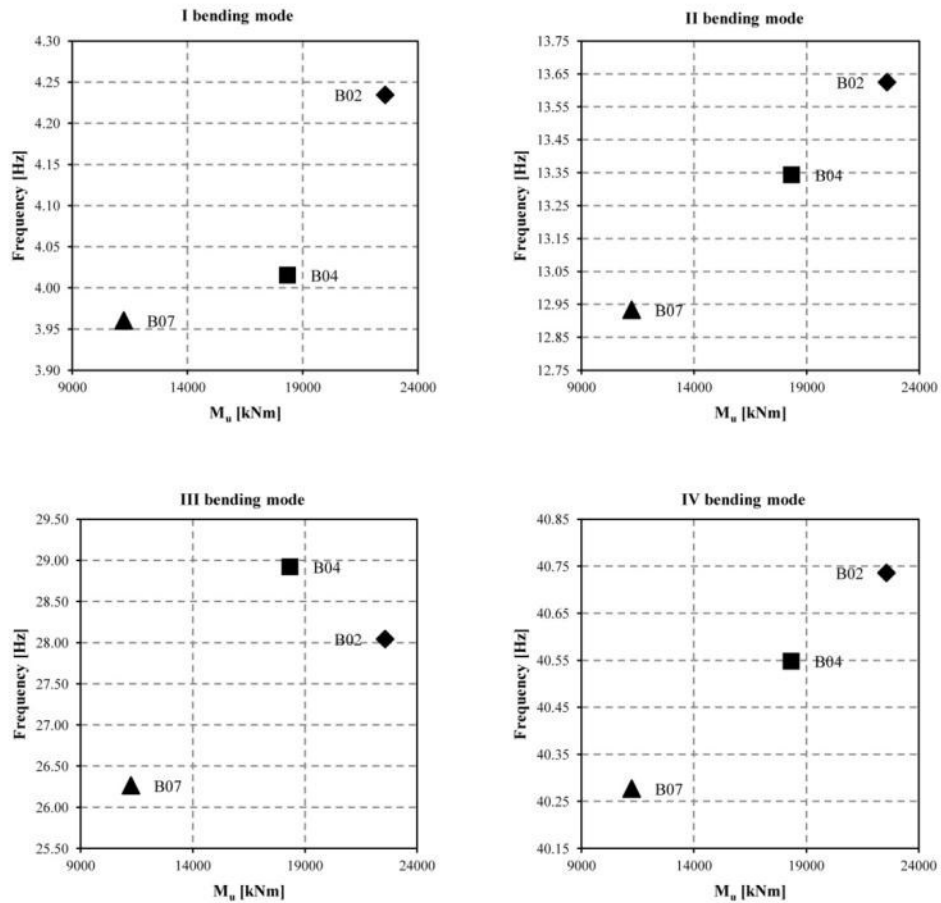 I bending mode
Frequency [Hz]
4.30
4.25
4.20
4.15
4.10
4.05
4.00
3.95
3.90
B02
B04
B07
9000 14000 19000 24000
M_u [kNm]
II bending mode
Frequency [Hz]
13.75
13.65
13.55
13.45
13.35
13.25
13.15
13.05
12.95
12.85
12.75
B02
B04
B07
9000 14000 19000 24000
M_u [kNm]
III bending mode
Frequency [Hz]
29.50
29.00
28.50
28.00
27.50
27.00
26.50
26.00
25.50
B04
B02
B07
9000 14000 19000 24000
M_u [kNm]
IV bending mode
Frequency [Hz]
40.85
40.75
40.65
40.55
40.45
40.35
40.25
40.15
B02
B04
B07
9000 14000 19000 24000
M_u [kNm]